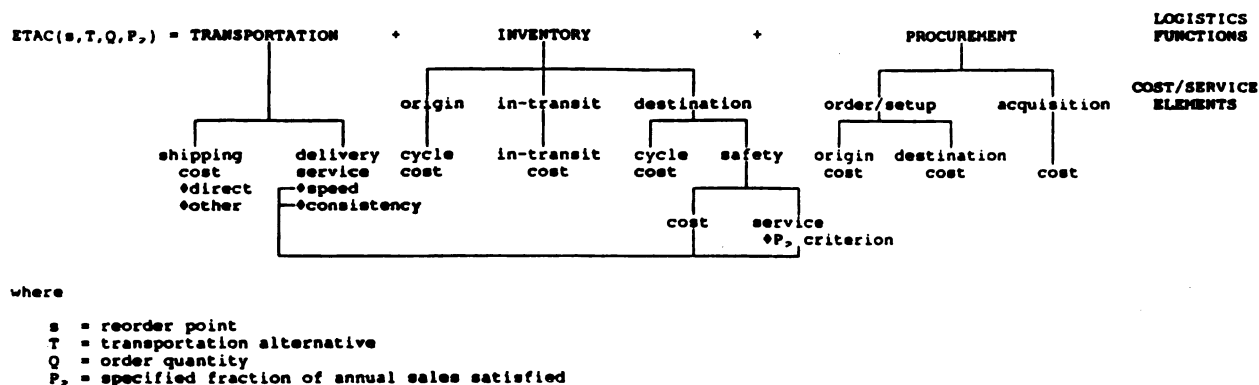 LOGISTICS
ETAC(s,T,Q,P₂) = TRANSPORTATION + INVENTORY + PROCUREMENT FUNCTIONS
COST/SERVICE
origin in-transit destination order/setup acquisition ELEMENTS
shipping delivery cycle in-transit cycle safety origin destination
cost service cost cost cost cost cost cost
♦direct ♦speed
♦other ♦consistency
cost service
♦P₂ criterion
where
s = reorder point
T = transportation alternative
Q = order quantity
P₂ = specified fraction of annual sales satisfied